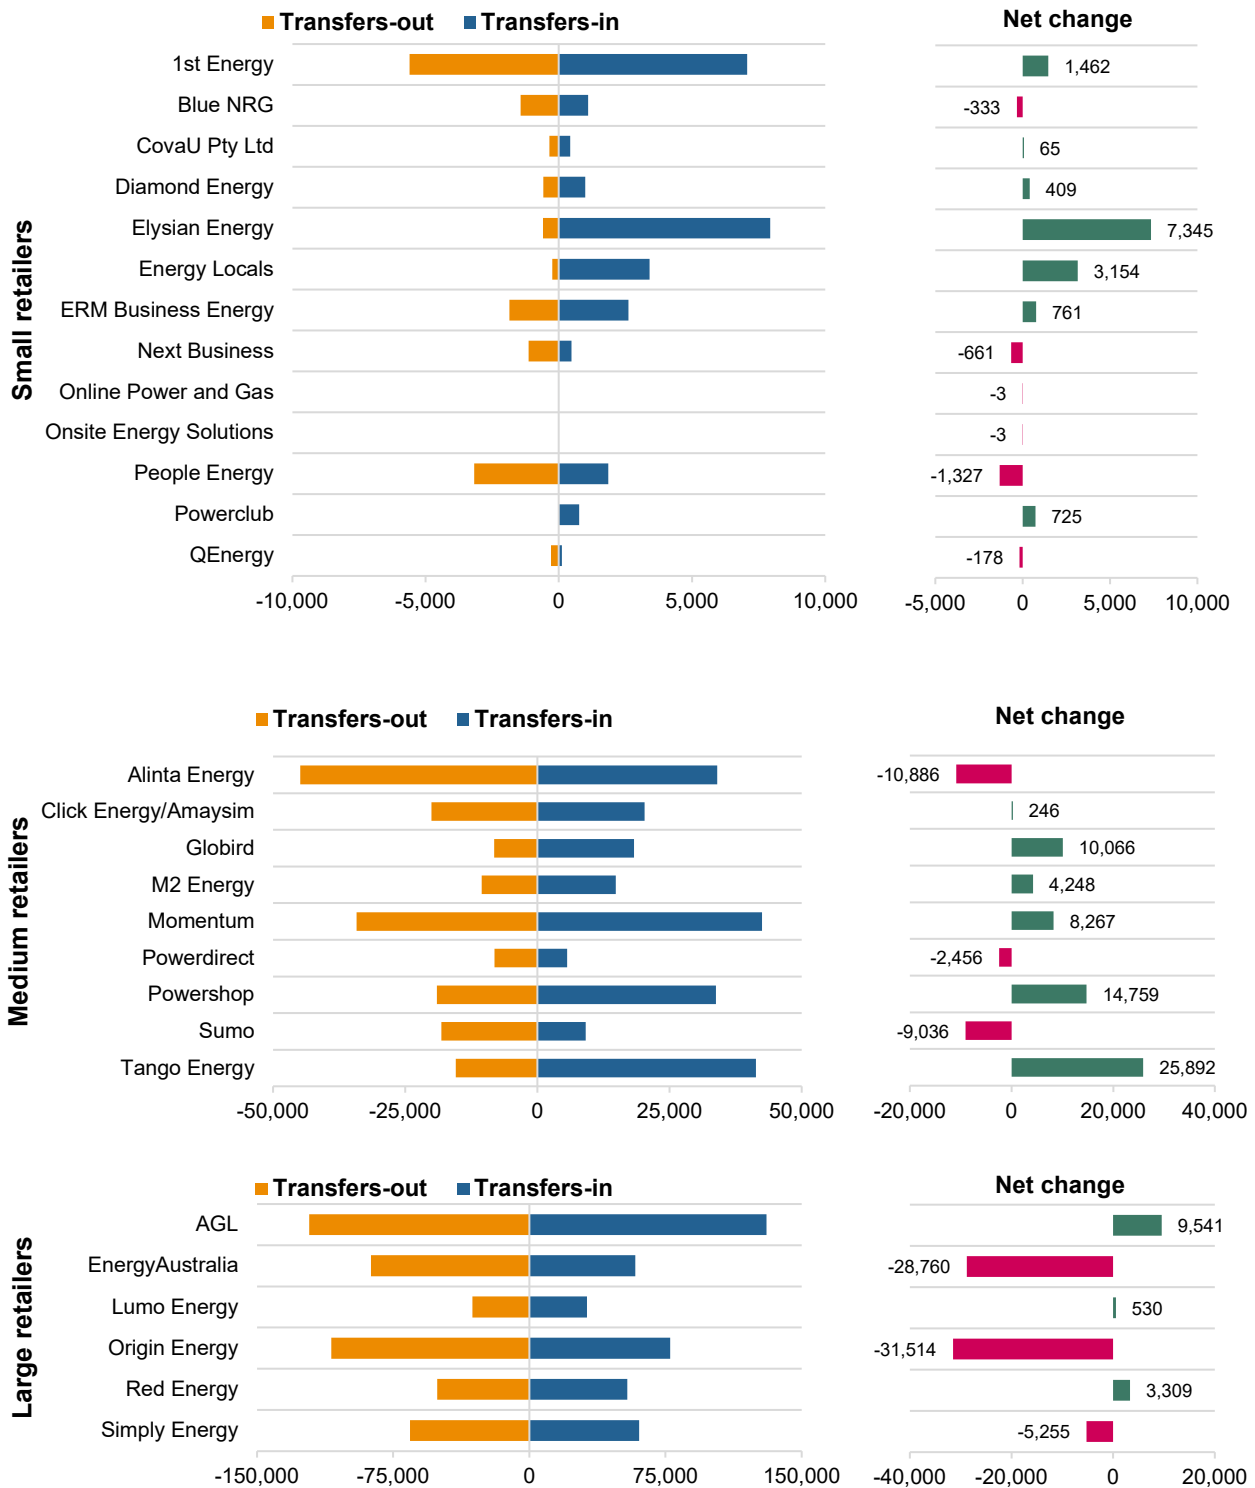 Transfers-out Transfers-in Net change
Small retailers
1st Energy 1,462
Blue NRG -333
CovaU Pty Ltd 65
Diamond Energy 409
Elysian Energy 7,345
Energy Locals 3,154
ERM Business Energy 761
Next Business -661
Online Power and Gas -3
Onsite Energy Solutions -3
People Energy -1,327
Powerclub 725
QEnergy -178
-10,000 -5,000 0 5,000 10,000 -5,000 0 5,000 10,000
Transfers-out Transfers-in Net change
Medium retailers
Alinta Energy -10,886
Click Energy/Amaysim 246
Globird 10,066
M2 Energy 4,248
Momentum 8,267
Powerdirect -2,456
Powershop 14,759
Sumo -9,036
Tango Energy 25,892
-50,000 -25,000 0 25,000 50,000 -20,000 0 20,000 40,000
Transfers-out Transfers-in Net change
Large retailers
AGL 9,541
EnergyAustralia -28,760
Lumo Energy 530
Origin Energy -31,514
Red Energy 3,309
Simply Energy -5,255
-150,000 -75,000 0 75,000 150,000 -40,000 -20,000 0 20,000